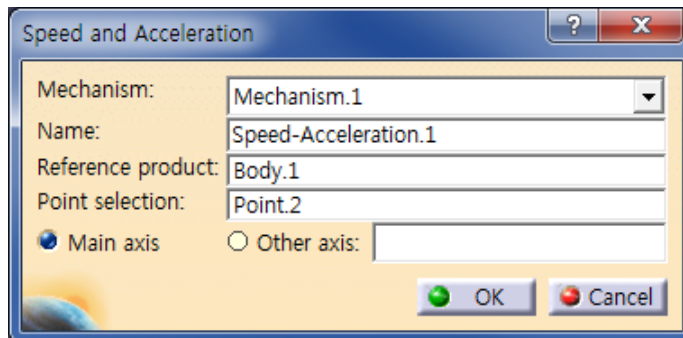 Speed and Acceleration
Mechanism: Mechanism.1
Name: Speed-Acceleration.1
Reference product: Body.1
Point selection: Point.2
Main axis Other axis:
OK Cancel